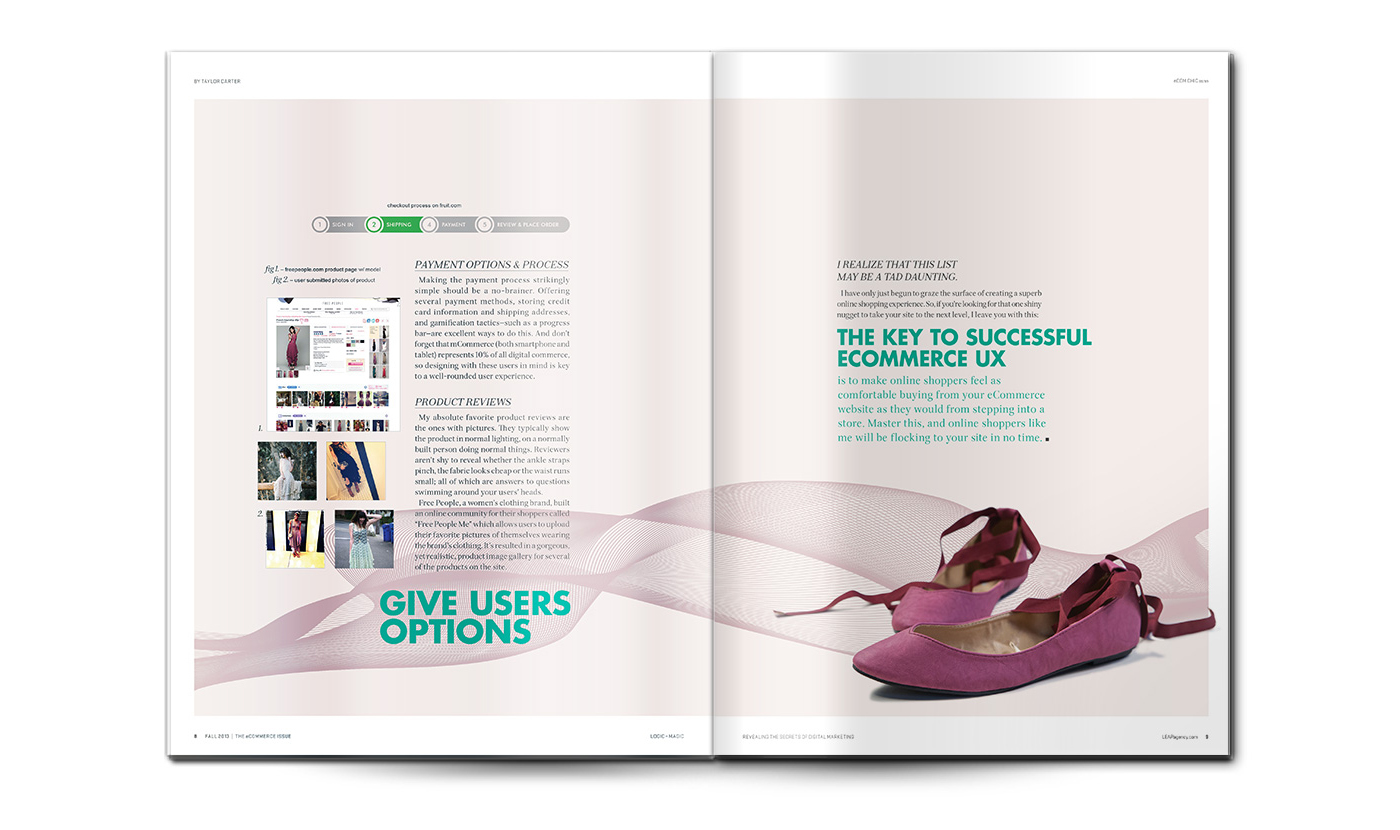 BY TAYLOR CARTER
eCOM CHIC
checkout process on fruit.com
1 SIGN IN 2 SHIPPING 4 PAYMENT 5 REVIEW & PLACE ORDER
fig 1. – freepeople.com product page w/ model
fig 2. – user submitted photos of product
FREE PEOPLE
1.
2.
PAYMENT OPTIONS & PROCESS
Making the payment process strikingly
simple should be a no-brainer. Offering
several payment methods, storing credit
card information and shipping addresses,
and gamification tactics–such as a progress
bar–are excellent ways to do this. And don't
forget that mCommerce (both smartphone and
tablet) represents 10% of all digital commerce,
so designing with these users in mind is key
to a well-rounded user experience.
PRODUCT REVIEWS
My absolute favorite product reviews are
the ones with pictures. They typically show
the product in normal lighting, on a normally
built person doing normal things. Reviewers
aren't shy to reveal whether the ankle straps
pinch, the fabric looks cheap or the waist runs
small; all of which are answers to questions
swimming around your users' heads.
Free People, a women's clothing brand, built
an online community for their shoppers called
"Free People Me" which allows users to upload
their favorite pictures of themselves wearing
the brand's clothing. It's resulted in a gorgeous,
yet realistic, product image gallery for several
of the products on the site.
GIVE USERS
OPTIONS
I REALIZE THAT THIS LIST
MAY BE A TAD DAUNTING.
I have only just begun to graze the surface of creating a superb
online shopping experience. So, if you're looking for that one shiny
nugget to take your site to the next level, I leave you with this:
THE KEY TO SUCCESSFUL
ECOMMERCE UX
is to make online shoppers feel as
comfortable buying from your eCommerce
website as they would from stepping into a
store. Master this, and online shoppers like
me will be flocking to your site in no time.
8 FALL 2013 | THE eCOMMERCE ISSUE
LOGIC + MAGIC
REVEALING THE SECRETS OF DIGITAL MARKETING
LEAPagency.com 9